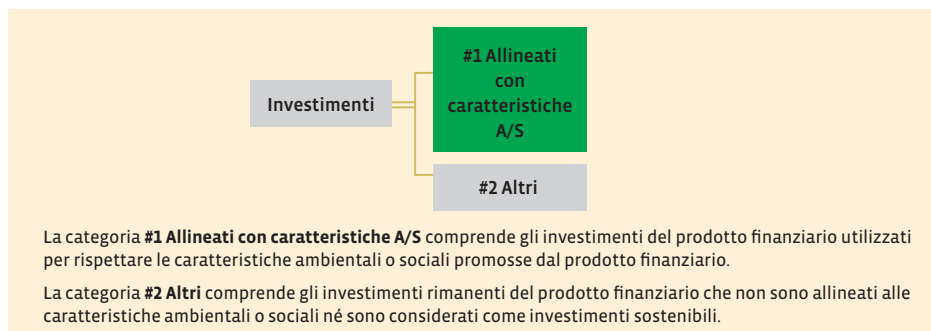 #1 Allineati
con
caratteristiche
A/S
Investimenti
#2 Altri
La categoria #1 Allineati con caratteristiche A/S comprende gli investimenti del prodotto finanziario utilizzati
per rispettare le caratteristiche ambientali o sociali promosse dal prodotto finanziario.
La categoria #2 Altri comprende gli investimenti rimanenti del prodotto finanziario che non sono allineati alle
caratteristiche ambientali o sociali né sono considerati come investimenti sostenibili.